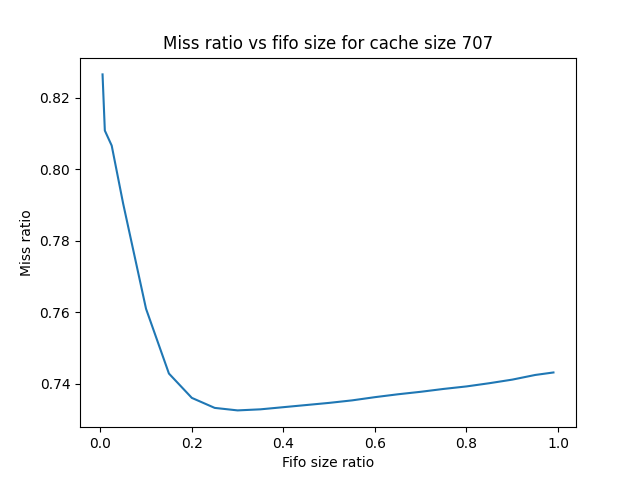 Miss ratio vs fifo size for cache size 707
0.82
0.80
0.78
0.76
0.74
Miss ratio
0.0 0.2 0.4 0.6 0.8 1.0
Fifo size ratio